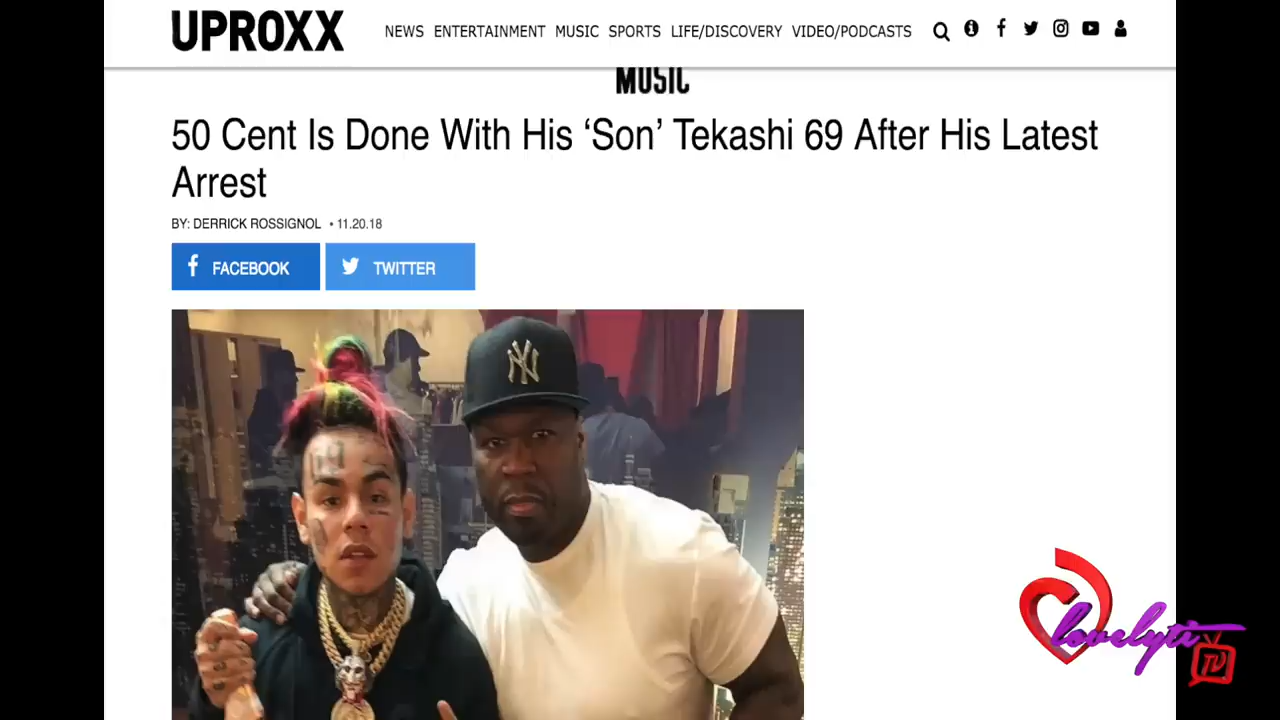 UPROXX
NEWS ENTERTAINMENT MUSIC SPORTS LIFE/DISCOVERY VIDEO/PODCASTS
MUSIC
50 Cent Is Done With His ‘Son’ Tekashi 69 After His Latest
Arrest
BY: DERRICK ROSSIGNOL • 11.20.18
FACEBOOK
TWITTER
NY
lovelyti
TV